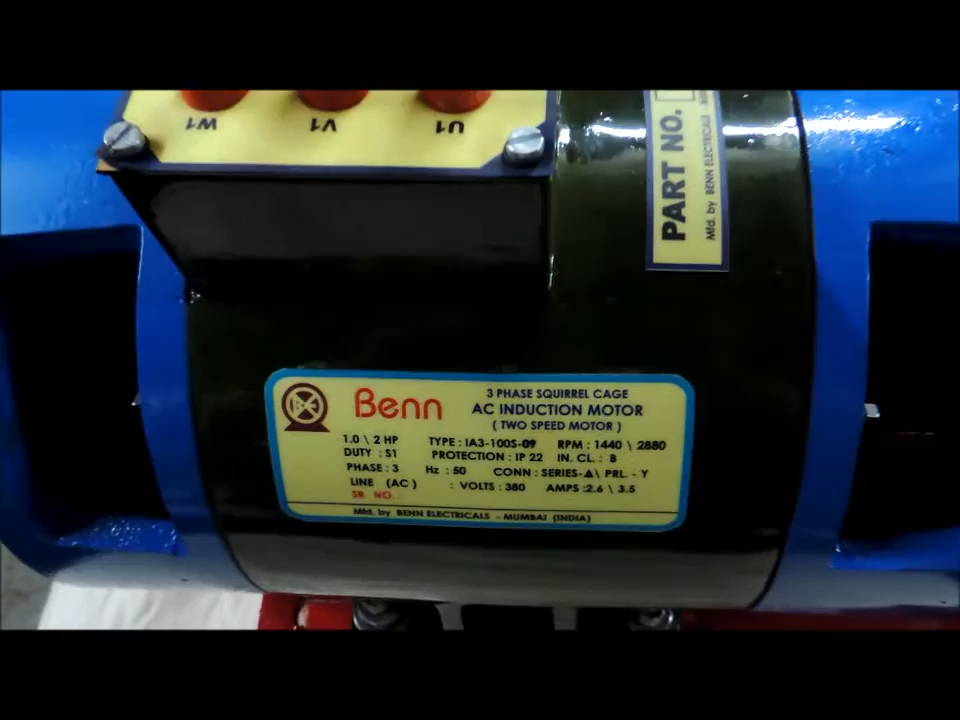 W1 V1 U1
PART NO.
Mfd. by BENN ELECTRICALS -
Benn
3 PHASE SQUIRREL CAGE
AC INDUCTION MOTOR
( TWO SPEED MOTOR )
1.0 \ 2 HP TYPE : IA3-100S-09 RPM : 1440 \ 2880
DUTY : S1 PROTECTION : IP 22 IN. CL : B
PHASE : 3 Hz : 50 CONN : SERIES-▲\ PRL. - Y
LINE (AC ) : VOLTS : 380 AMPS :2.6 \ 3.5
SR. NO.
Mfd. by BENN ELECTRICALS - MUMBAI (INDIA)